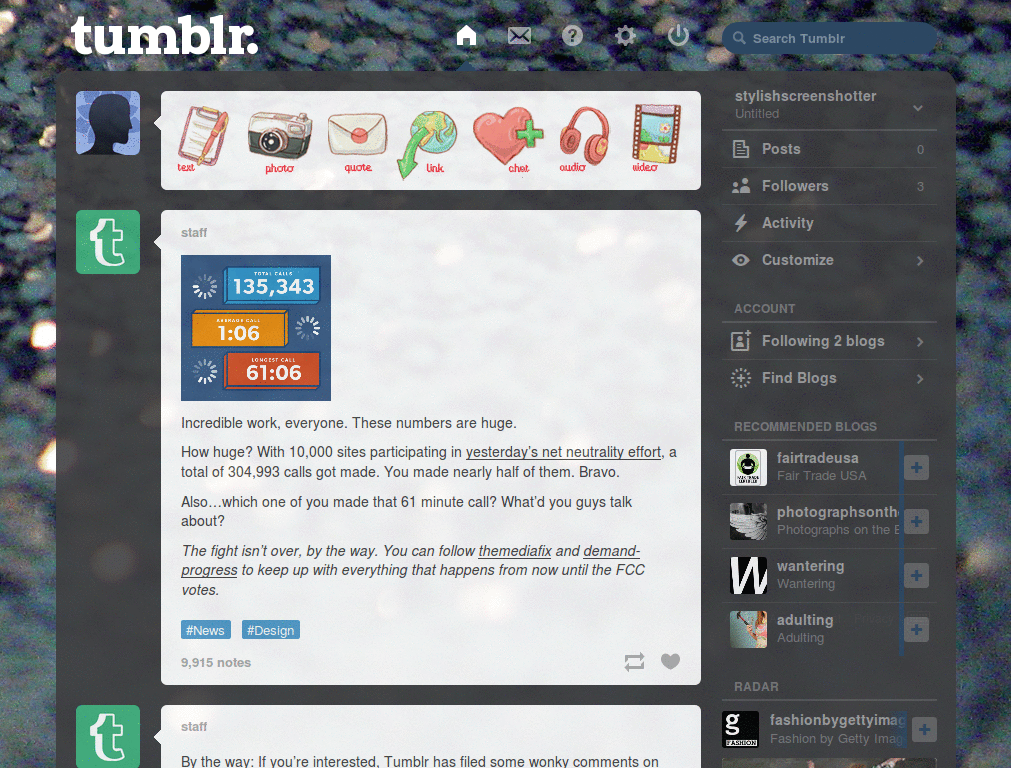 tumblr.
Search Tumblr
text
photo
quote
link
chat
audio
video
stylishscreenshotter
Untitled
Posts 0
Followers 3
Activity
Customize
ACCOUNT
Following 2 blogs
Find Blogs
RECOMMENDED BLOGS
fairtradeusa
Fair Trade USA
photographsonth
Photographs on the E
wantering
Wantering
adulting
Adulting
RADAR
fashionbygettyimag
Fashion by Getty Imag
g
FASHION
W
staff
TOTAL CALLS
135,343
AVERAGE CALL
1:06
LONGEST CALL
61:06
Incredible work, everyone. These numbers are huge.
How huge? With 10,000 sites participating in yesterday's net neutrality effort, a
total of 304,993 calls got made. You made nearly half of them. Bravo.
Also…which one of you made that 61 minute call? What'd you guys talk
about?
The fight isn't over, by the way. You can follow themediafix and demand-
progress to keep up with everything that happens from now until the FCC
votes.
#News #Design
9,915 notes
staff
By the way: If you're interested, Tumblr has filed some wonky comments on